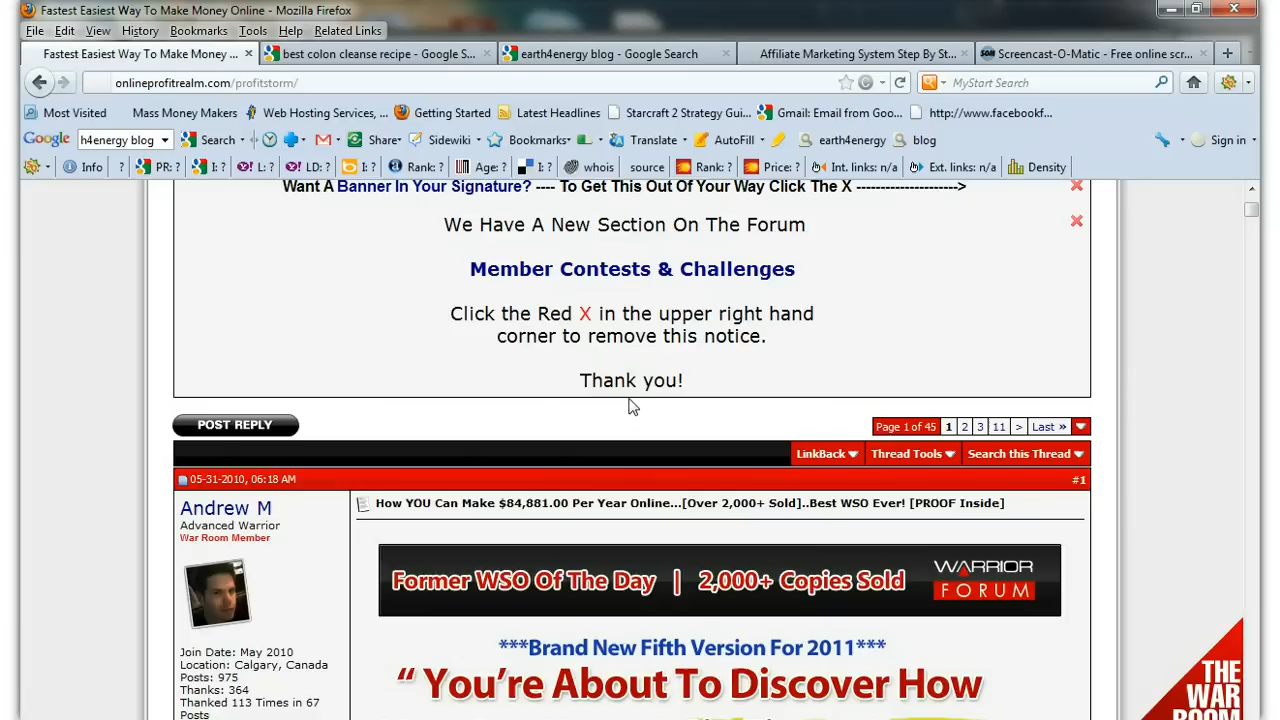 Fastest Easiest Way To Make Money Online - Mozilla Firefox
File Edit View History Bookmarks Tools Help Related Links
Fastest Easiest Way To Make Money ... best colon cleanse recipe - Google S... earth4energy blog - Google Search Affiliate Marketing System Step By St... Screencast-O-Matic - Free online scr...
onlineprofitrealm.com/profitstorm/ MyStart Search
Most Visited Mass Money Makers Web Hosting Services, ... Getting Started Latest Headlines Starcraft 2 Strategy Gui... Gmail: Email from Goo... http://www.facebookf...
Google h4energy blog Search Share Sidewiki Bookmarks Translate AutoFill earth4energy blog Sign in
Info ? PR: ? I: ? L: ? LD: ? I: ? Rank: ? Age: ? I: ? whois source Rank: ? Price: ? Int. links: n/a Ext. links: n/a Density
Want A Banner In Your Signature? ---- To Get This Out Of Your Way Click The X -------------------->
We Have A New Section On The Forum
Member Contests & Challenges
Click the Red X in the upper right hand
corner to remove this notice.
Thank you!
POST REPLY Page 1 of 45 1 2 3 11 > Last »
LinkBack Thread Tools Search this Thread
05-31-2010, 06:18 AM #1
Andrew M
Advanced Warrior
War Room Member
How YOU Can Make $84,881.00 Per Year Online...[Over 2,000+ Sold]..Best WSO Ever! [PROOF Inside]
Former WSO Of The Day | 2,000+ Copies Sold WARRIOR
FORUM
***Brand New Fifth Version For 2011***
“ You're About To Discover How
Join Date: May 2010
Location: Calgary, Canada
Posts: 975
Thanks: 364
Thanked 113 Times in 67
Posts
THE
WAR
ROOM